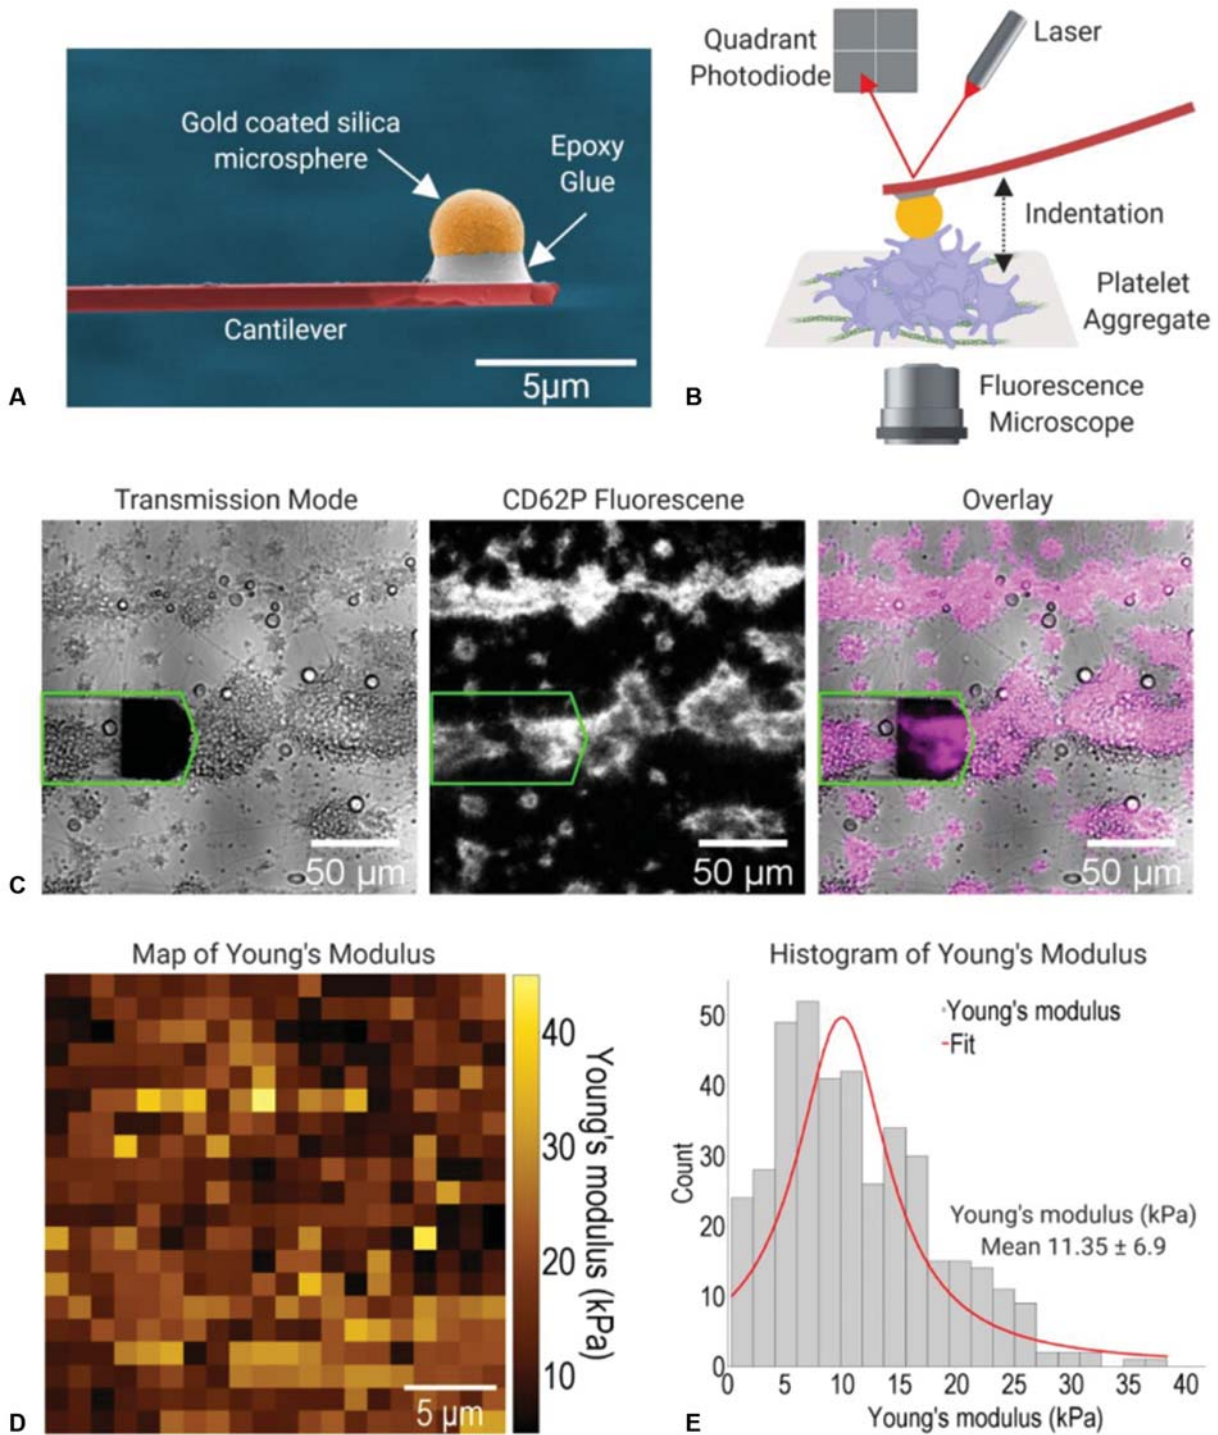 Gold coated silica
microsphere
Epoxy
Glue
Cantilever
5µm
A
Quadrant
Photodiode
Laser
Indentation
Platelet
Aggregate
Fluorescence
Microscope
B
Transmission Mode
CD62P Fluorescene
Overlay
50 µm
50 µm
50 µm
C
Map of Young's Modulus
40
30
20
10
Young's modulus (kPa)
5 µm
D
Histogram of Young's Modulus
Young's modulus
Fit
50
40
30
20
10
0
Count
Young's modulus (kPa)
Mean 11.35 ± 6.9
0 5 10 15 20 25 30 35 40
Young's modulus (kPa)
E